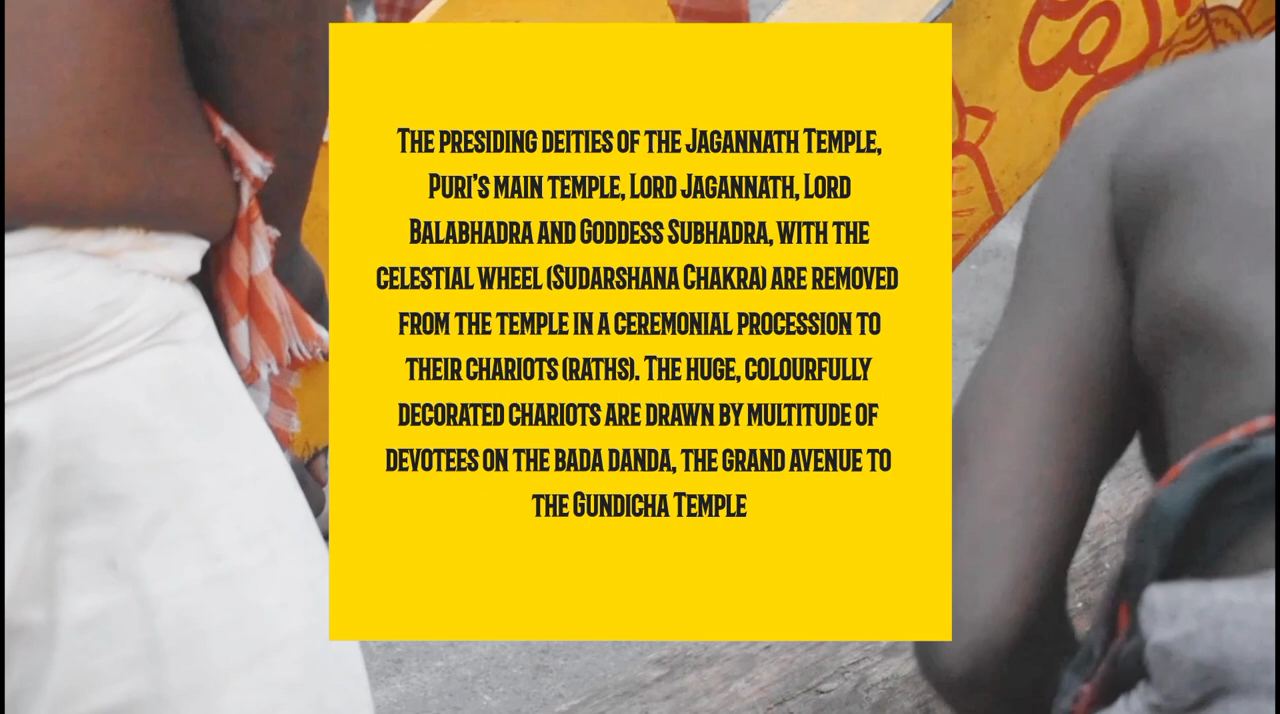 The presiding deities of the Jagannath Temple,
Puri's main temple, Lord Jagannath, Lord
Balabhadra and Goddess Subhadra, with the
celestial wheel (Sudarshana Chakra) are removed
from the temple in a ceremonial procession to
their chariots (raths). The huge, colourfully
decorated chariots are drawn by multitude of
devotees on the bada danda, the grand avenue to
the Gundicha Temple